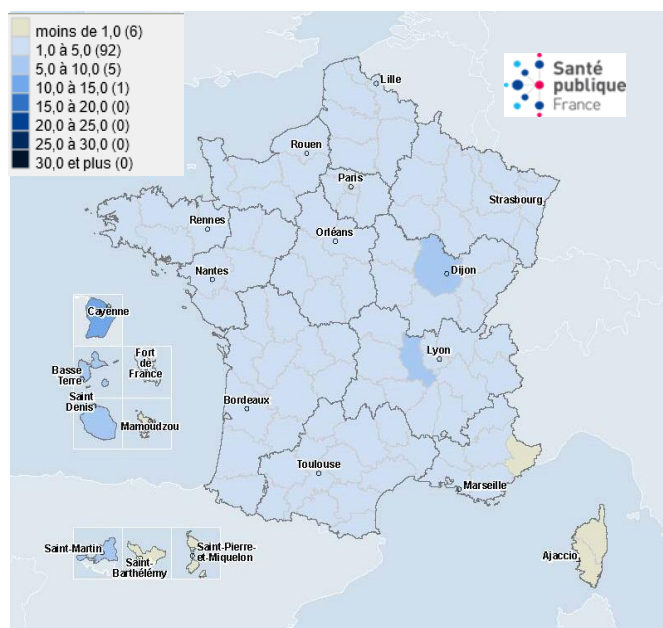 moins de 1,0 (6)
1,0 à 5,0 (92)
5,0 à 10,0 (5)
10,0 à 15,0 (1)
15,0 à 20,0 (0)
20,0 à 25,0 (0)
25,0 à 30,0 (0)
30,0 et plus (0)
Santé
publique
France
Lille
Rouen
Paris
Strasbourg
Rennes
Orléans
Nantes
Dijon
Cayenne
Lyon
Fort
de
France
Basse
Terre
Saint
Denis
Mamoudzou
Bordeaux
Toulouse
Marseille
Saint-Martin
Saint-
Barthélémy
Saint-Pierre-
et-Miquelon
Ajaccio